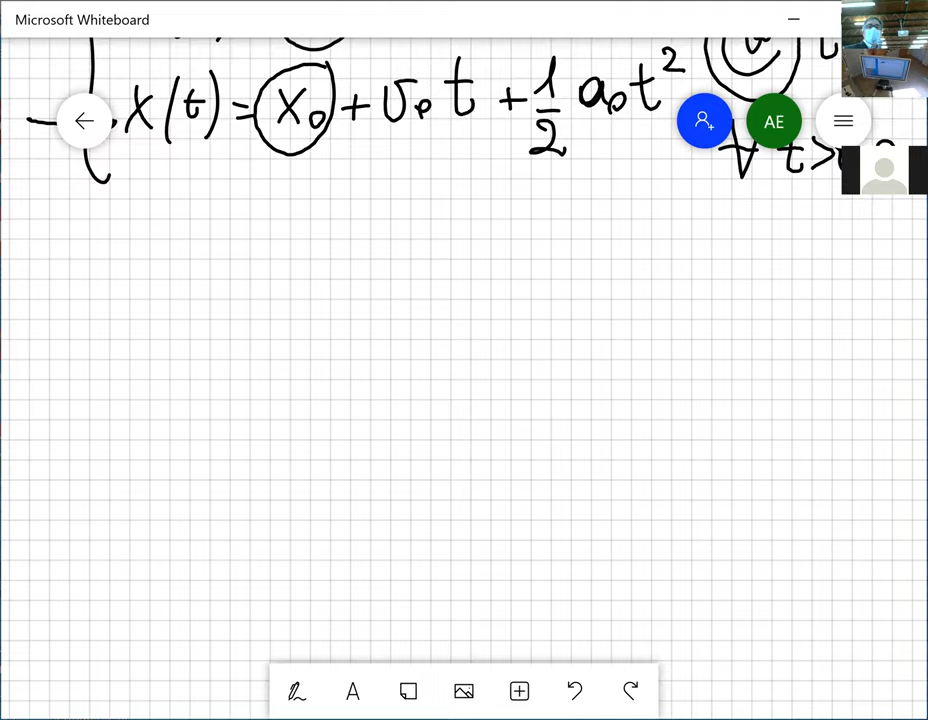 Microsoft Whiteboard
x(t) = x₀ + v₀ t + 1/2 a₀ t²
∀ t >
AE
A